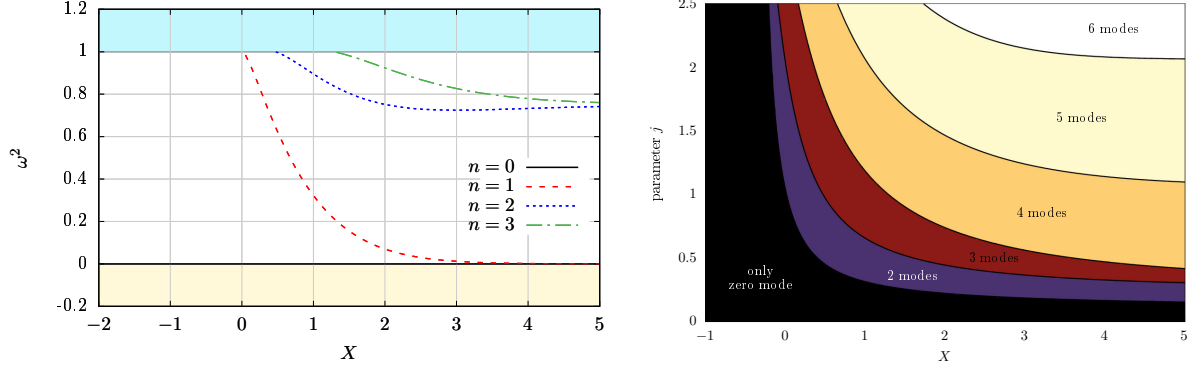 1.2
1
0.8
0.6
0.4
0.2
0
-0.2
ω²
n = 0
n = 1
n = 2
n = 3
−2 −1 0 1 2 3 4 5
X
2.5
2
1.5
1
0.5
0
parameter j
6 modes
5 modes
4 modes
3 modes
2 modes
only
zero mode
−1 0 1 2 3 4 5
X